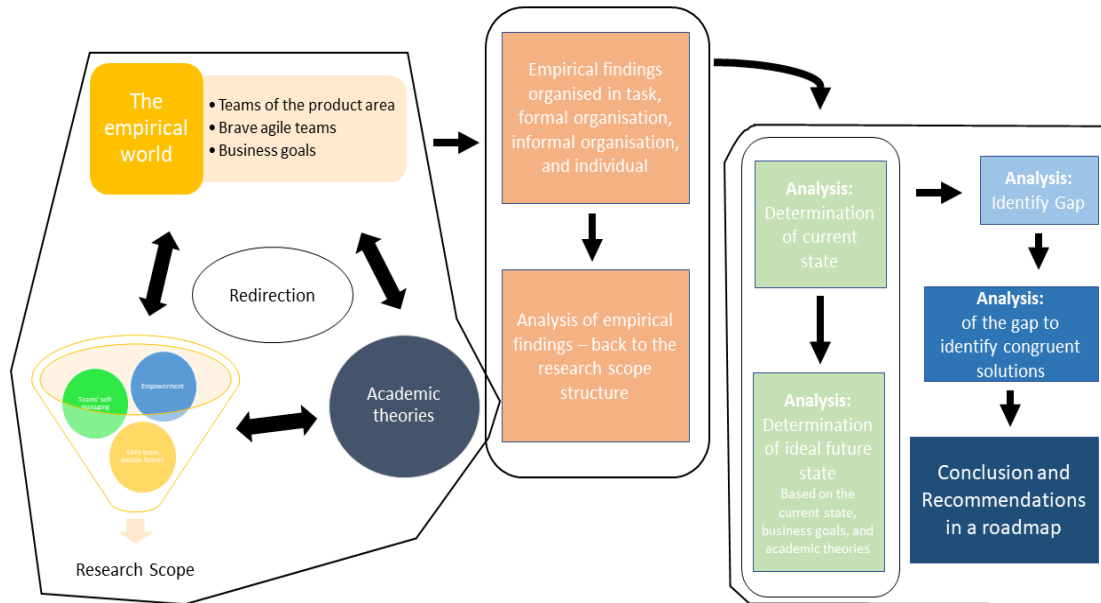 The
empirical
world
• Teams of the product area
• Brave agile teams
• Business goals
Redirection
Teams' self-
managing
Empowerment
SAFe team
success factors
Research Scope
Academic
theories
Empirical findings
organised in task,
formal organisation,
informal organisation,
and individual
Analysis of empirical
findings – back to the
research scope
structure
Analysis:
Determination
of current
state
Analysis:
Determination
of ideal future
state
Based on the
current state,
business goals, and
academic theories
Analysis:
Identify Gap
Analysis:
of the gap to
identify congruent
solutions
Conclusion and
Recommendations
in a roadmap